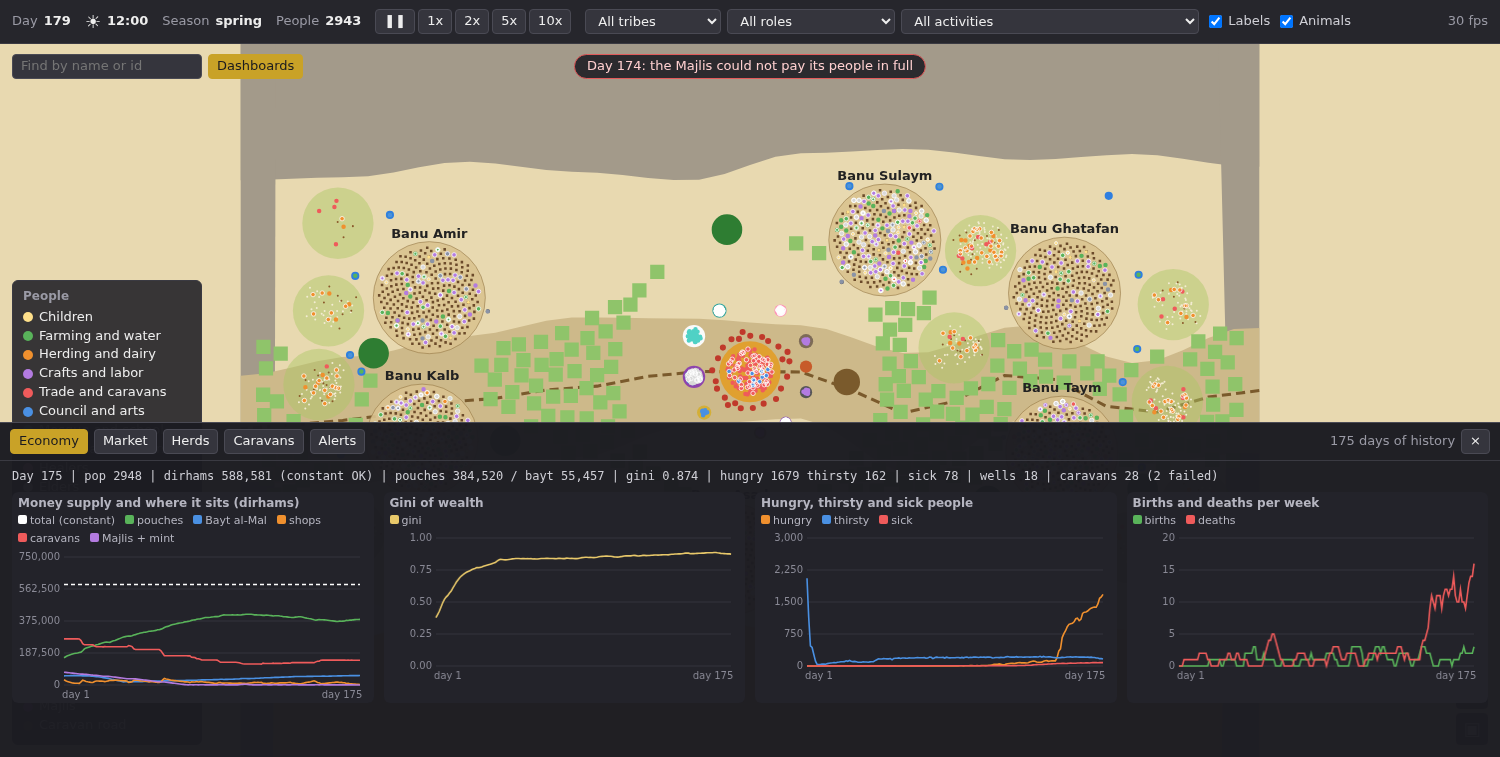 Day 179 ☀ 12:00 Season spring People 2943 ❚❚ 1x 2x 5x 10x All tribes All roles All activities Labels Animals 30 fps
Find by name or id Dashboards Day 174: the Majlis could not pay its people in full
Banu Sulaym
Banu Amir
Banu Ghatafan
People
Children
Farming and water
Herding and dairy
Crafts and labor
Trade and caravans
Council and arts
Banu Kalb
Banu Taym
Economy Market Herds Caravans Alerts 175 days of history ✕
Day 175 | pop 2948 | dirhams 588,581 (constant OK) | pouches 384,520 / bayt 55,457 | gini 0.874 | hungry 1679 thirsty 162 | sick 78 | wells 18 | caravans 28 (2 failed)
Money supply and where it sits (dirhams)
total (constant) pouches Bayt al-Mal shops
caravans Majlis + mint
750,000
562,500
375,000
187,500
0
day 1 day 175
Gini of wealth
gini
1.00
0.75
0.50
0.25
0.00
day 1 day 175
Hungry, thirsty and sick people
hungry thirsty sick
3,000
2,250
1,500
750
0
day 1 day 175
Births and deaths per week
births deaths
20
15
10
5
0
day 1 day 175